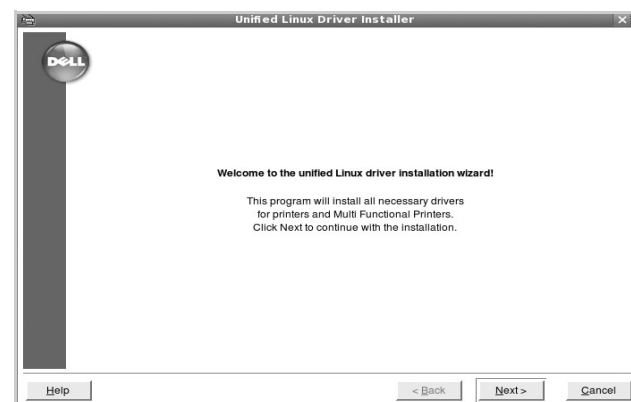 Unified Linux Driver Installer
DELL
Welcome to the unified Linux driver installation wizard!
This program will install all necessary drivers
for printers and Multi Functional Printers.
Click Next to continue with the installation.
Help
< Back
Next >
Cancel